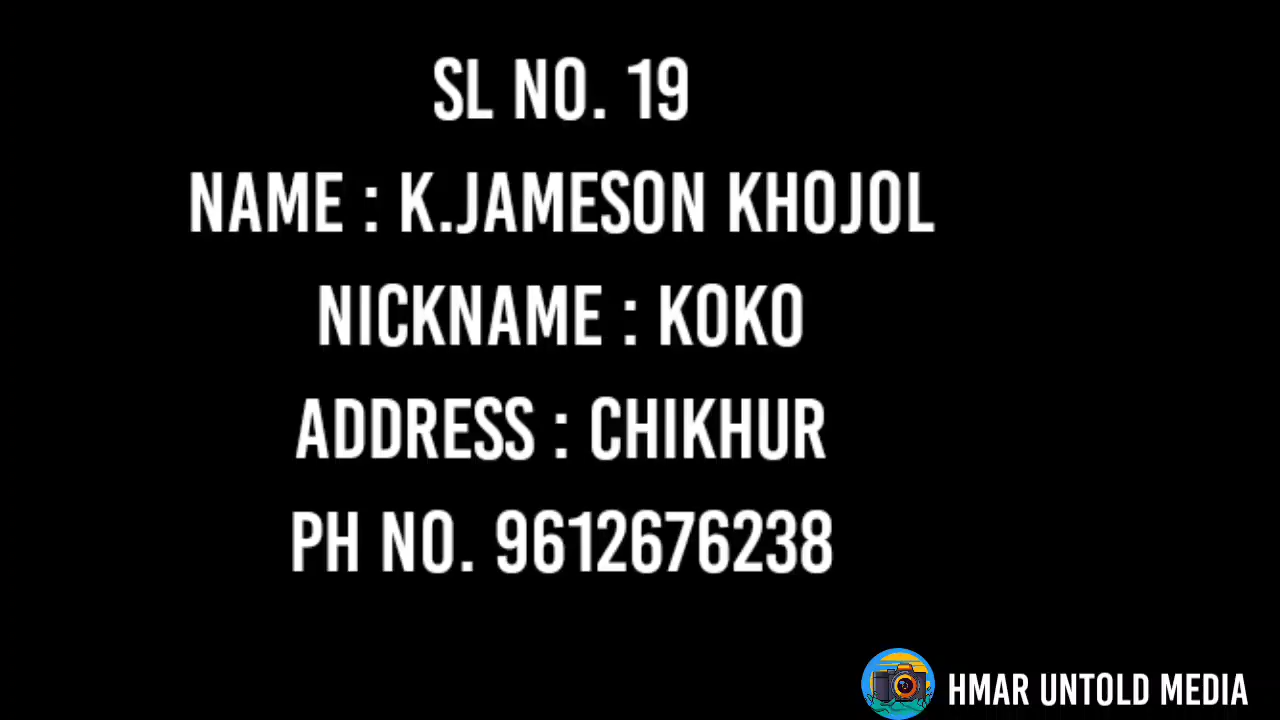 SL NO. 19
NAME : K.JAMESON KHOJOL
NICKNAME : KOKO
ADDRESS : CHIKHUR
PH NO. 9612676238
HMAR UNTOLD MEDIA